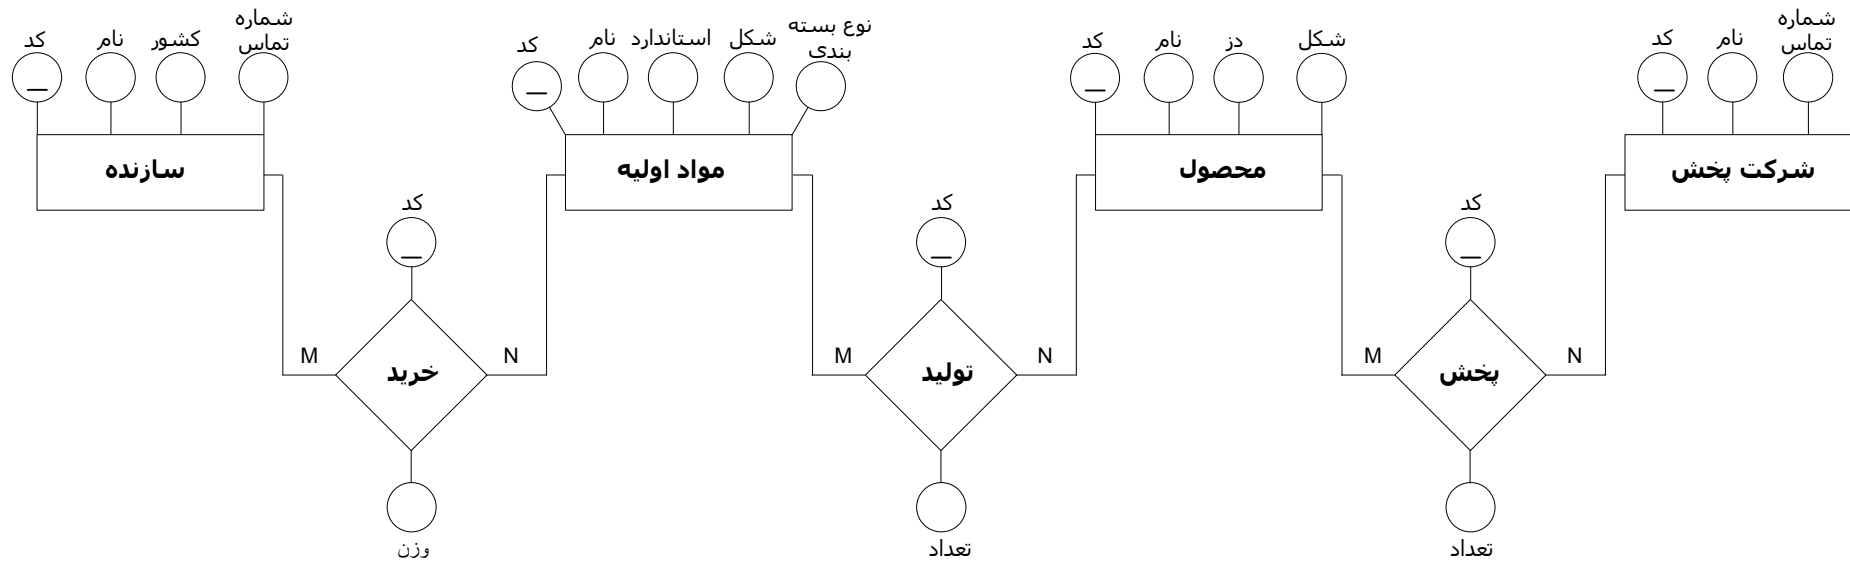 کد
نام
کشور
شماره
تماس
کد
نام
استاندارد
شکل
نوع بسته
بندی
کد
نام
دز
شکل
کد
نام
شماره
تماس
سازنده
مواد اولیه
محصول
شرکت پخش
کد
کد
کد
M
خرید
N
M
تولید
N
M
پخش
N
وزن
تعداد
تعداد